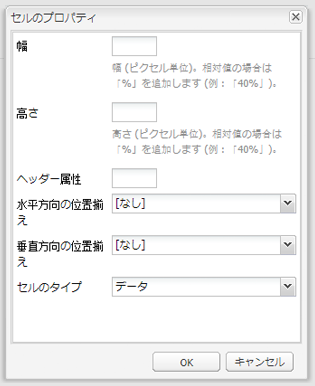 セルのプロパティ
幅
幅 (ピクセル単位)。相対値の場合は
「%」を追加します (例：「40%」)。
高さ
高さ (ピクセル単位)。相対値の場合は
「%」を追加します (例：「40%」)。
ヘッダー属性
水平方向の位置揃
え
[なし]
垂直方向の位置揃
え
[なし]
セルのタイプ
データ
OK
キャンセル